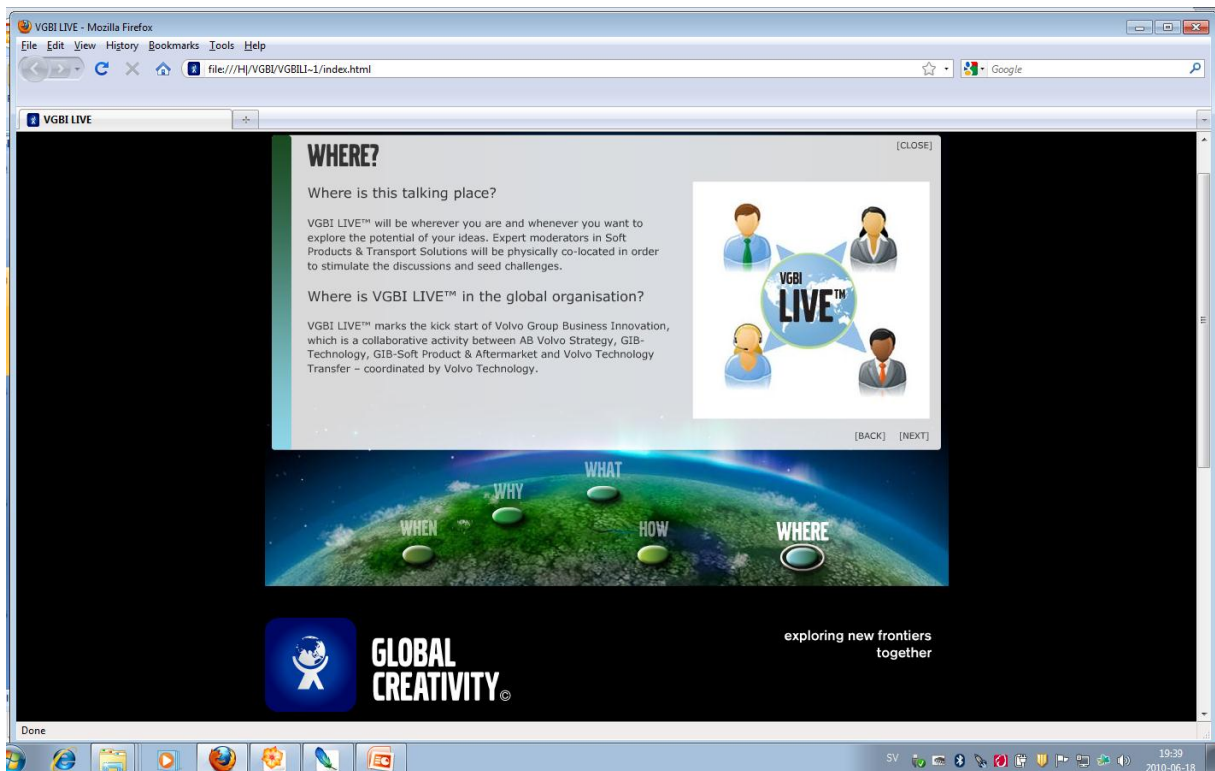 VGBI LIVE - Mozilla Firefox
File Edit View History Bookmarks Tools Help
file:///H|/VGBI/VGBILI~1/index.html
Google
VGBI LIVE
WHERE?
[CLOSE]
Where is this talking place?
VGBI LIVE™ will be wherever you are and whenever you want to
explore the potential of your ideas. Expert moderators in Soft
Products & Transport Solutions will be physically co-located in order
to stimulate the discussions and seed challenges.
Where is VGBI LIVE™ in the global organisation?
VGBI LIVE™ marks the kick start of Volvo Group Business Innovation,
which is a collaborative activity between AB Volvo Strategy, GIB-
Technology, GIB-Soft Product & Aftermarket and Volvo Technology
Transfer – coordinated by Volvo Technology.
VGBI
LIVE™
[BACK] [NEXT]
WHAT
WHY
WHEN
HOW
WHERE
GLOBAL
CREATIVITY©
exploring new frontiers
together
Done
SV
19:39
2010-06-18